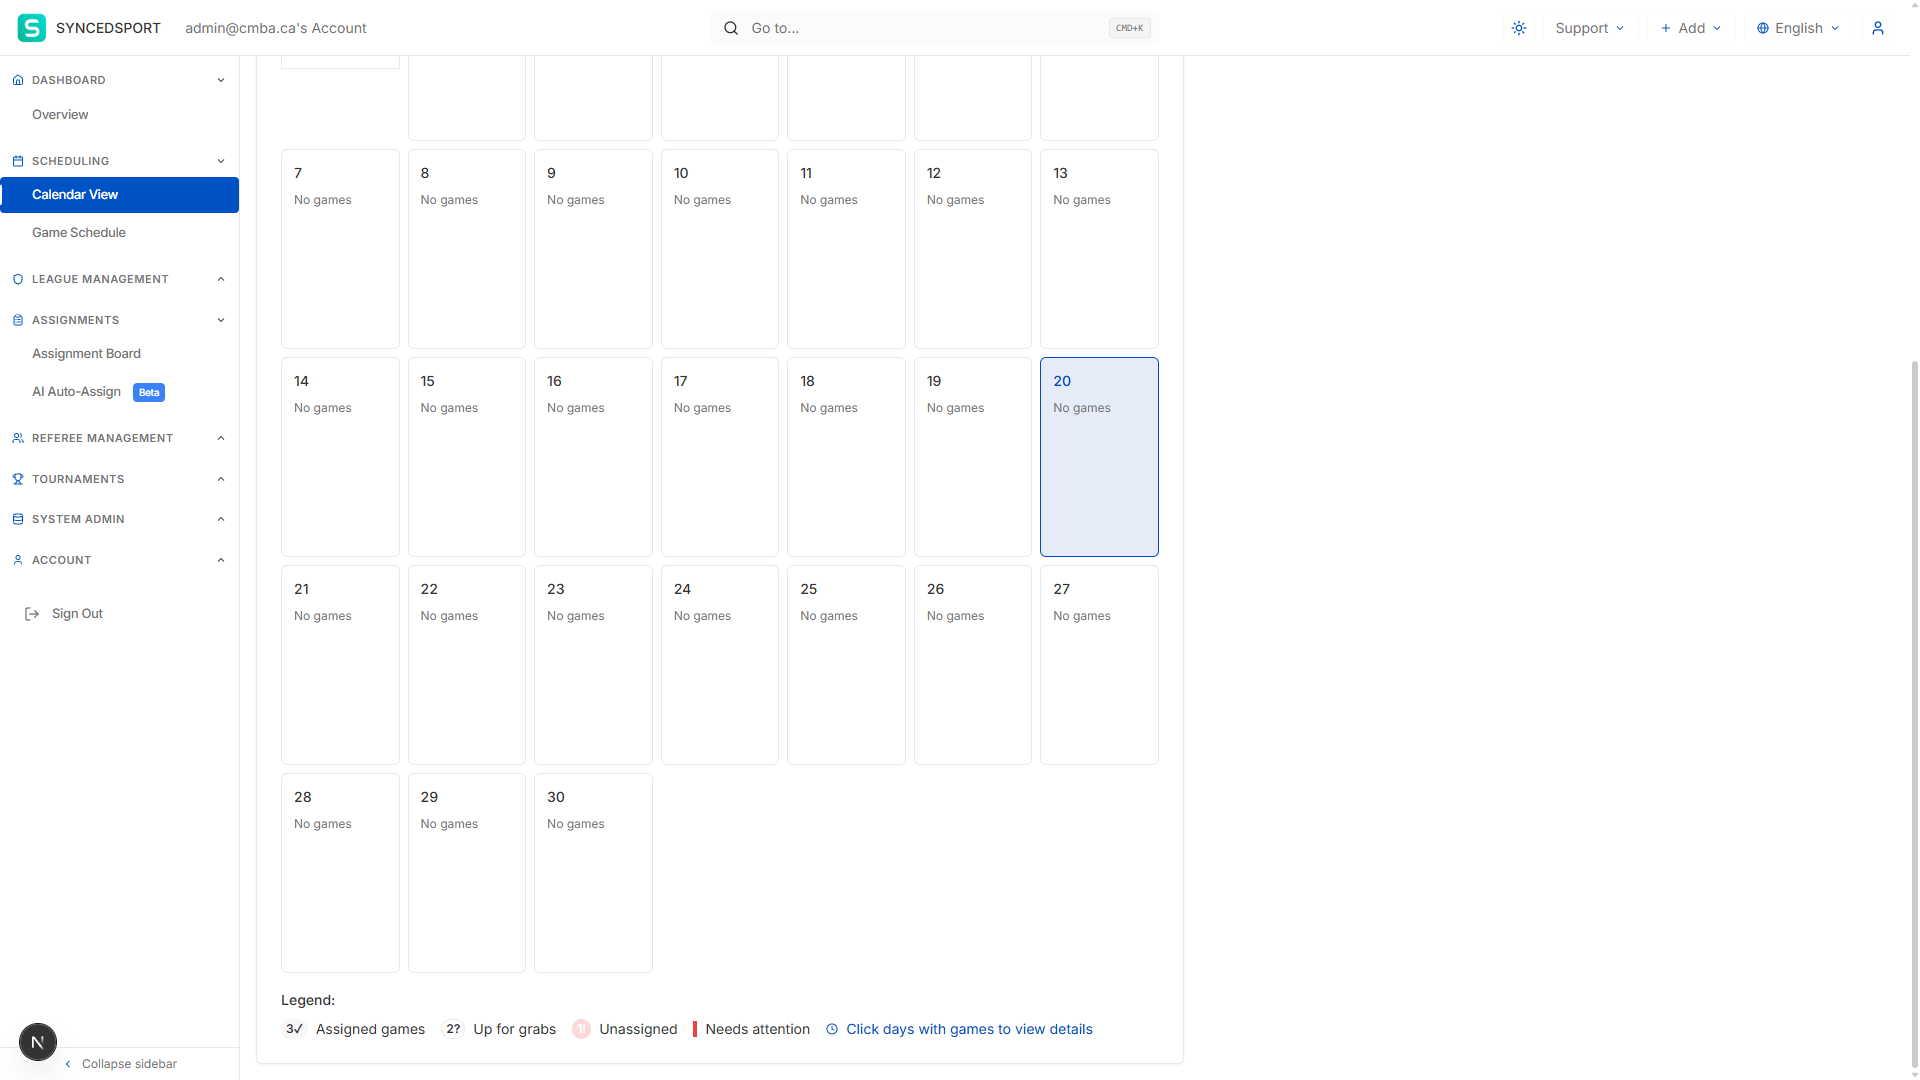 SYNCEDSPORT admin@cmba.ca's Account Go to... CMD+K Support Add English
DASHBOARD
Overview
SCHEDULING
Calendar View
Game Schedule
LEAGUE MANAGEMENT
ASSIGNMENTS
Assignment Board
AI Auto-Assign Beta
REFEREE MANAGEMENT
TOURNAMENTS
SYSTEM ADMIN
ACCOUNT
Sign Out
N
Collapse sidebar
7 8 9 10 11 12 13
No games No games No games No games No games No games No games
14 15 16 17 18 19 20
No games No games No games No games No games No games No games
21 22 23 24 25 26 27
No games No games No games No games No games No games No games
28 29 30
No games No games No games
Legend:
3✓ Assigned games 2? Up for grabs 1! Unassigned Needs attention Click days with games to view details